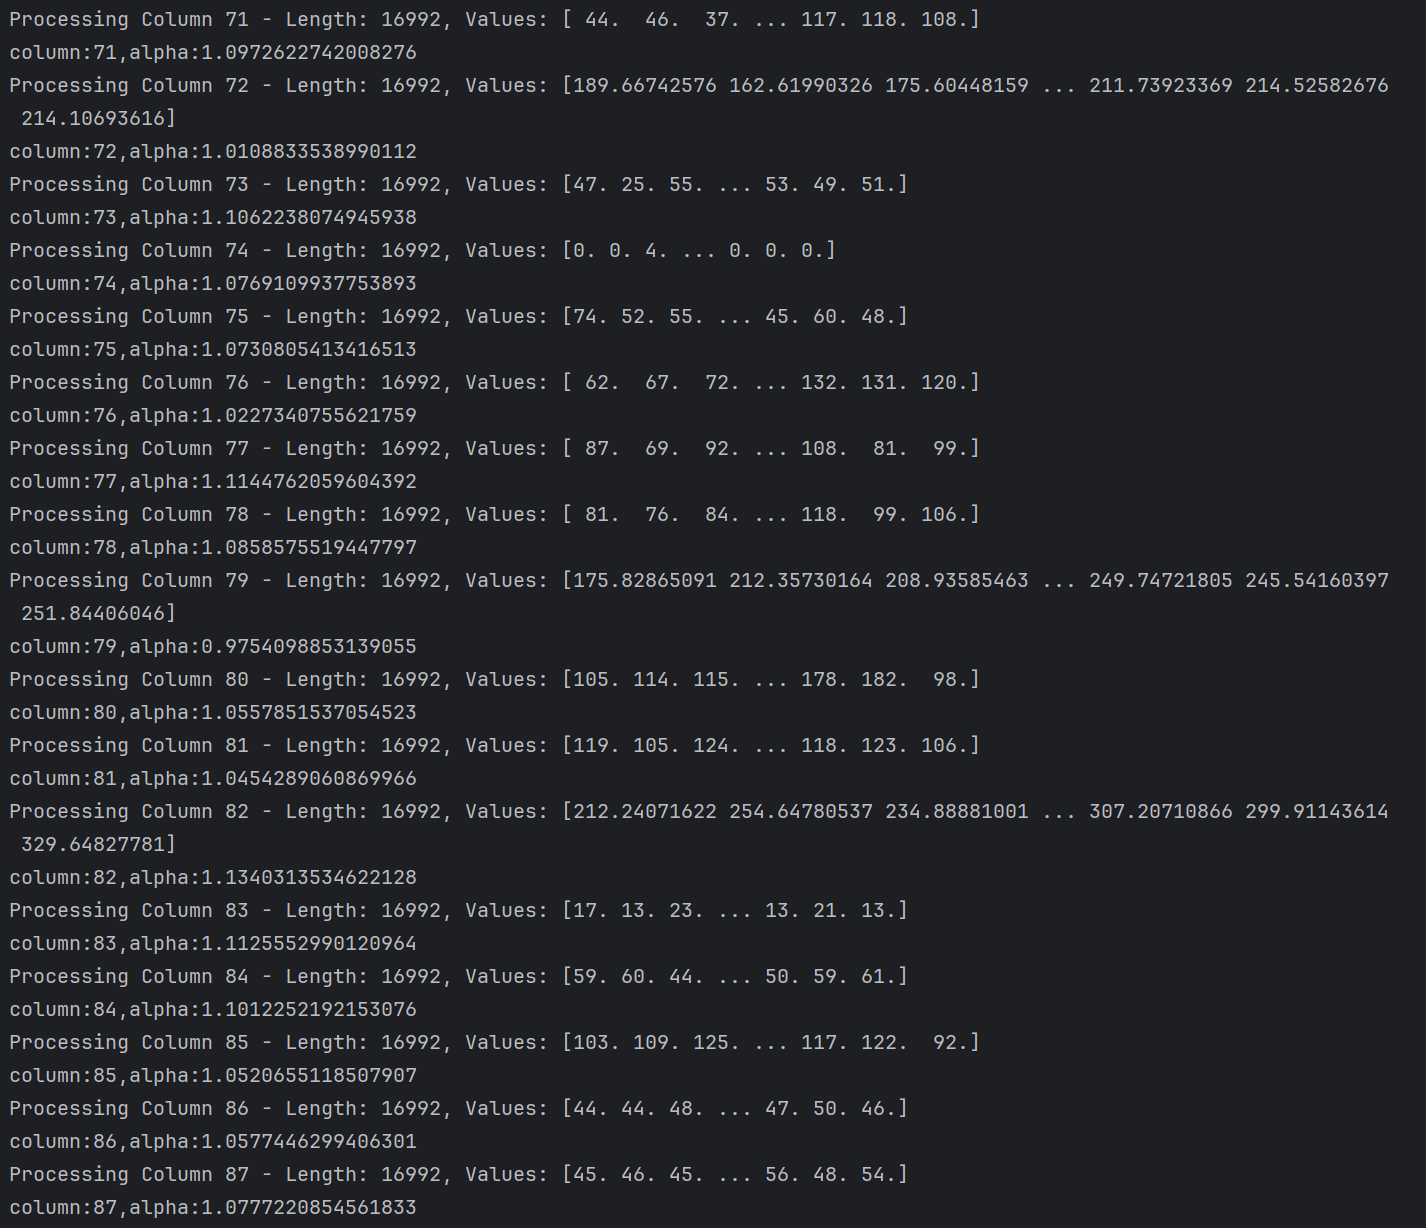 Processing Column 71 - Length: 16992, Values: [ 44.  46.  37. ... 117. 118. 108.]
column:71,alpha:1.0972622742008276
Processing Column 72 - Length: 16992, Values: [189.66742576 162.61990326 175.60448159 ... 211.73923369 214.52582676
 214.10693616]
column:72,alpha:1.0108833538990112
Processing Column 73 - Length: 16992, Values: [47. 25. 55. ... 53. 49. 51.]
column:73,alpha:1.1062238074945938
Processing Column 74 - Length: 16992, Values: [0. 0. 4. ... 0. 0. 0.]
column:74,alpha:1.0769109937753893
Processing Column 75 - Length: 16992, Values: [74. 52. 55. ... 45. 60. 48.]
column:75,alpha:1.0730805413416513
Processing Column 76 - Length: 16992, Values: [ 62.  67.  72. ... 132. 131. 120.]
column:76,alpha:1.0227340755621759
Processing Column 77 - Length: 16992, Values: [ 87.  69.  92. ... 108.  81.  99.]
column:77,alpha:1.1144762059604392
Processing Column 78 - Length: 16992, Values: [ 81.  76.  84. ... 118.  99. 106.]
column:78,alpha:1.0858575519447797
Processing Column 79 - Length: 16992, Values: [175.82865091 212.35730164 208.93585463 ... 249.74721805 245.54160397
 251.84406046]
column:79,alpha:0.9754098853139055
Processing Column 80 - Length: 16992, Values: [105. 114. 115. ... 178. 182.  98.]
column:80,alpha:1.0557851537054523
Processing Column 81 - Length: 16992, Values: [119. 105. 124. ... 118. 123. 106.]
column:81,alpha:1.0454289060869966
Processing Column 82 - Length: 16992, Values: [212.24071622 254.64780537 234.88881001 ... 307.20710866 299.91143614
 329.64827781]
column:82,alpha:1.1340313534622128
Processing Column 83 - Length: 16992, Values: [17. 13. 23. ... 13. 21. 13.]
column:83,alpha:1.1125552990120964
Processing Column 84 - Length: 16992, Values: [59. 60. 44. ... 50. 59. 61.]
column:84,alpha:1.1012252192153076
Processing Column 85 - Length: 16992, Values: [103. 109. 125. ... 117. 122.  92.]
column:85,alpha:1.0520655118507907
Processing Column 86 - Length: 16992, Values: [44. 44. 48. ... 47. 50. 46.]
column:86,alpha:1.0577446299406301
Processing Column 87 - Length: 16992, Values: [45. 46. 45. ... 56. 48. 54.]
column:87,alpha:1.0777220854561833